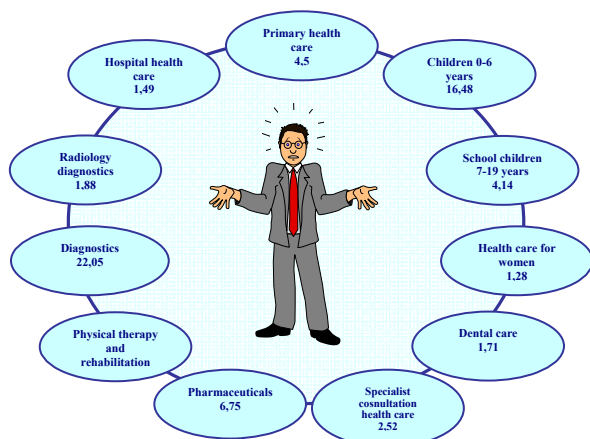 Primary health
care
4,5
Children 0-6
years
16,48
School children
7-19 years
4,14
Health care for
women
1,28
Dental care
1,71
Specialist
cosnultation
health care
2,52
Pharmaceuticals
6,75
Physical therapy
and
rehabilitation
Diagnostics
22,05
Radiology
diagnostics
1,88
Hospital health
care
1,49